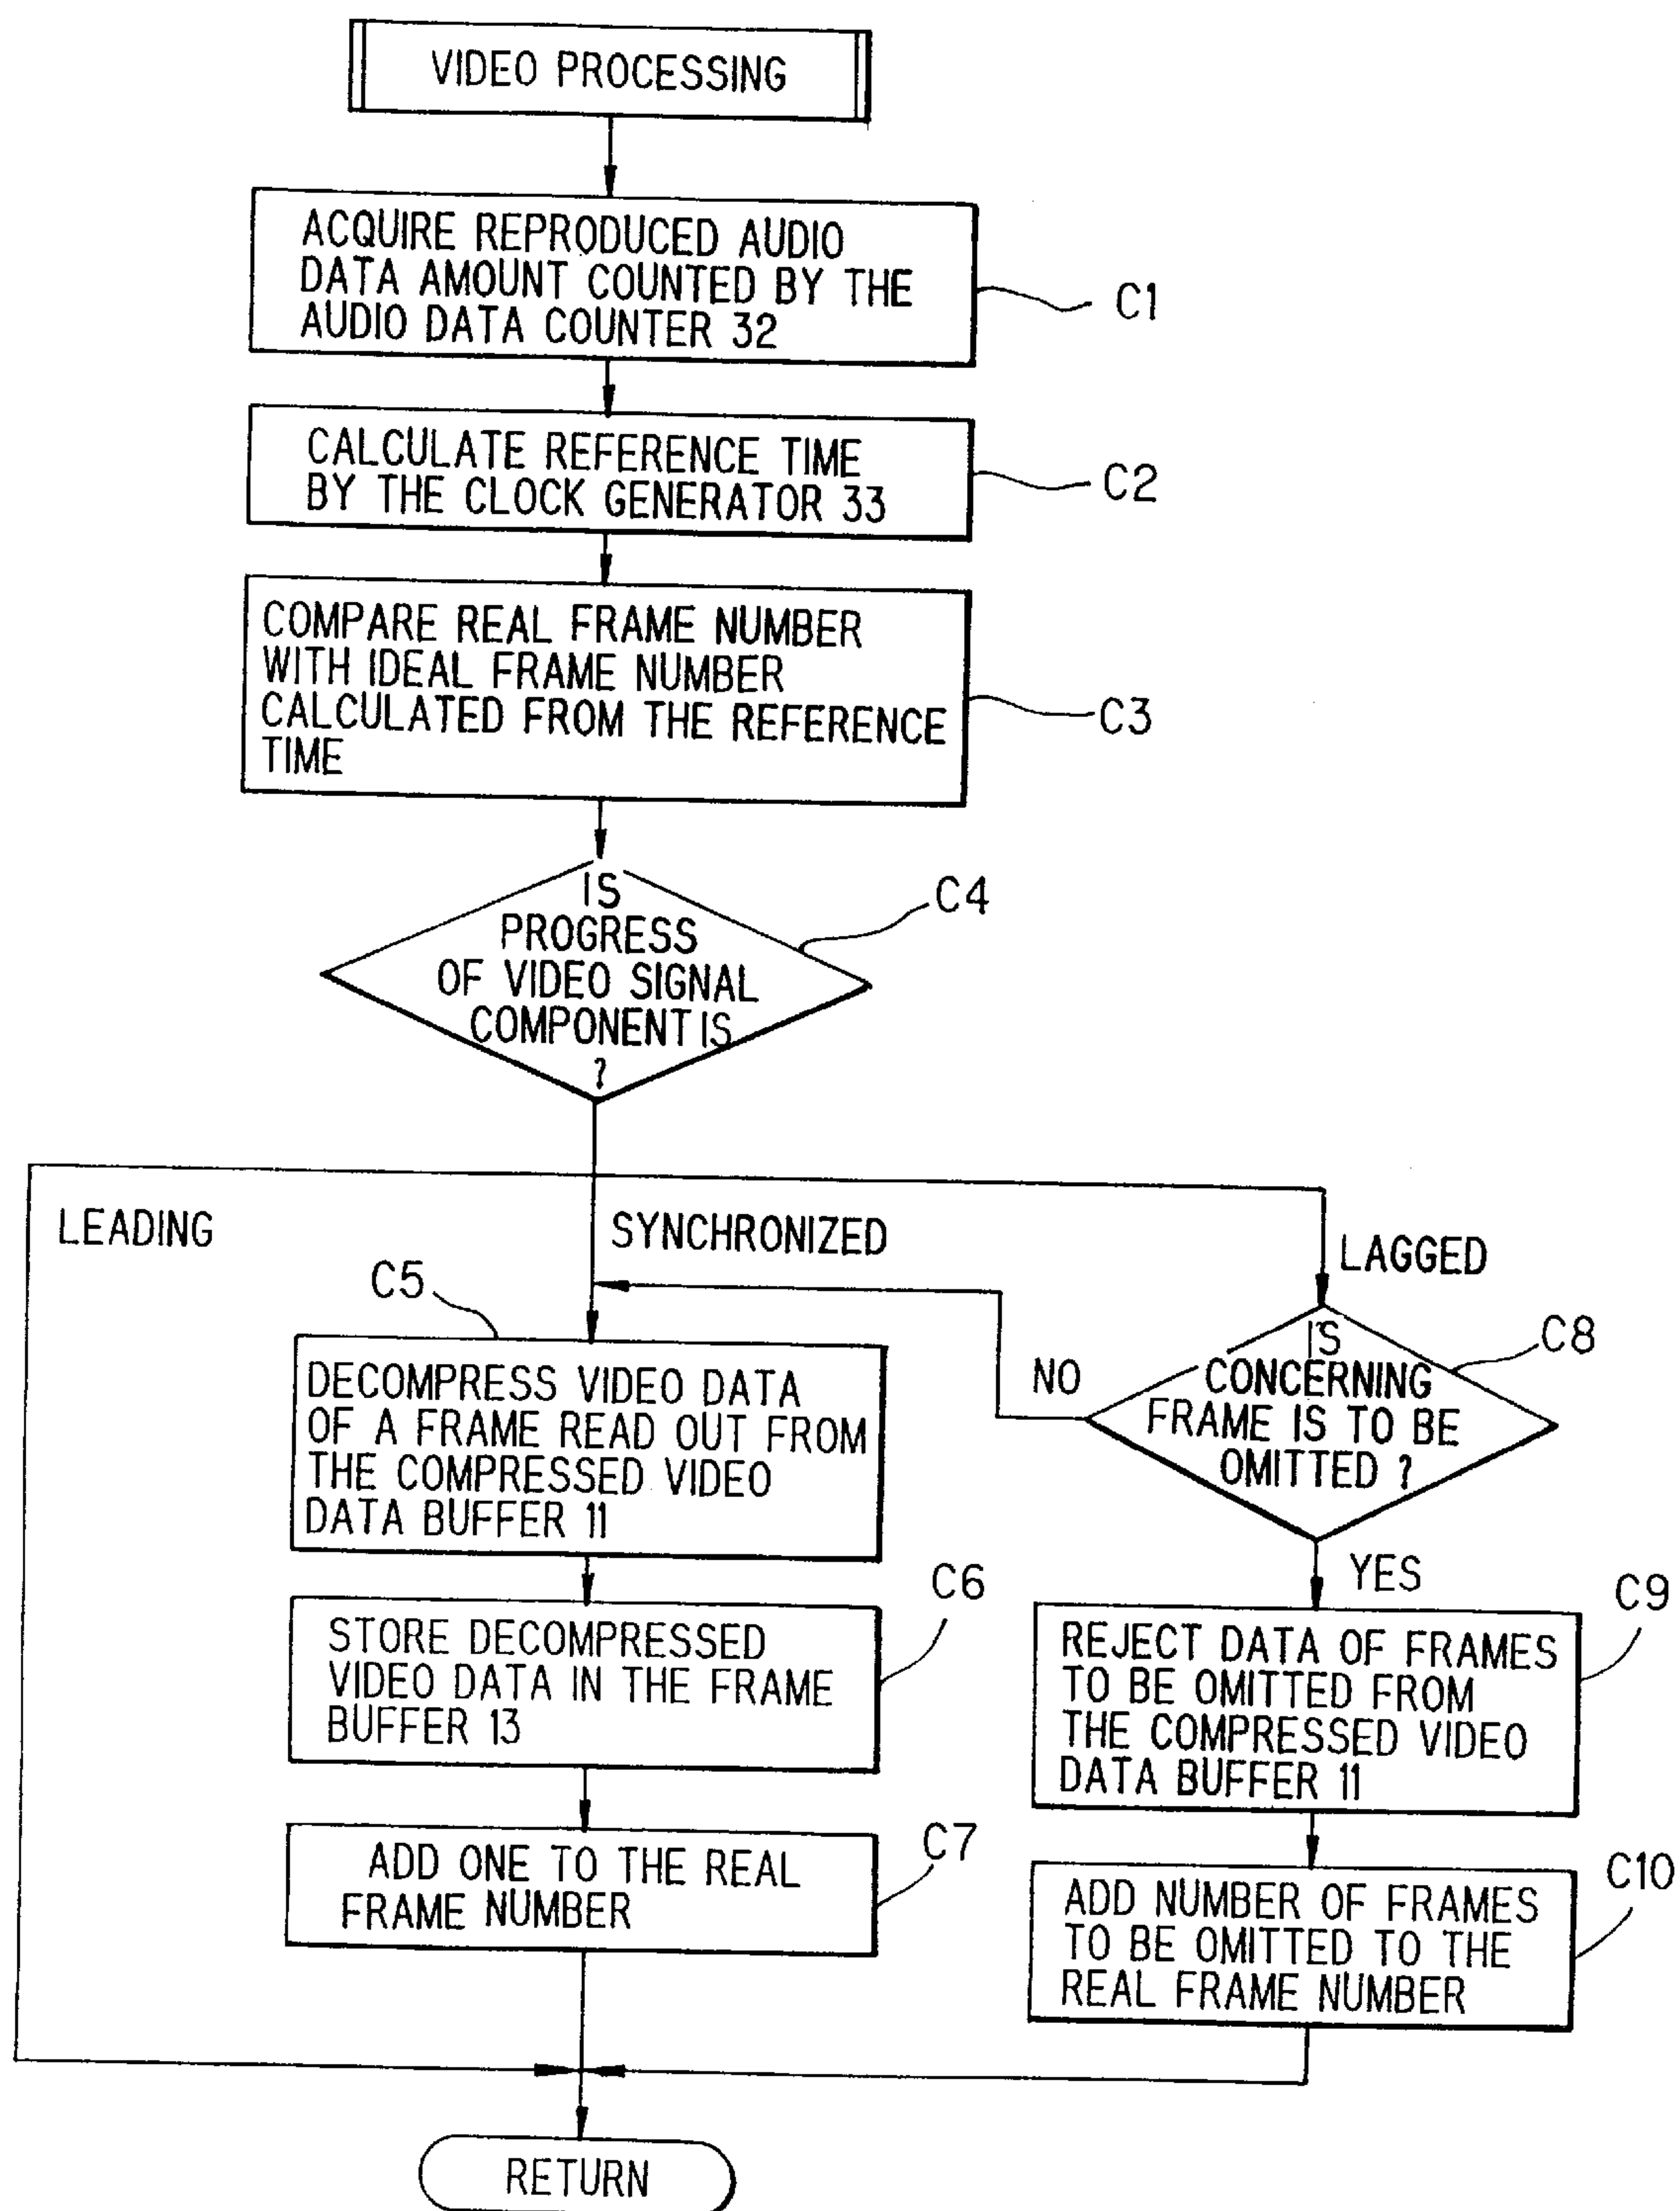 VIDEO PROCESSING
ACQUIRE REPRODUCED AUDIO
DATA AMOUNT COUNTED BY THE
AUDIO DATA COUNTER 32
C1
CALCULATE REFERENCE TIME
BY THE CLOCK GENERATOR 33
C2
COMPARE REAL FRAME NUMBER
WITH IDEAL FRAME NUMBER
CALCULATED FROM THE REFERENCE
TIME
C3
IS
PROGRESS
OF VIDEO SIGNAL
COMPONENT IS
?
C4
LEADING
SYNCHRONIZED
LAGGED
C5
DECOMPRESS VIDEO DATA
OF A FRAME READ OUT FROM
THE COMPRESSED VIDEO
DATA BUFFER 11
NO
IS
CONCERNING
FRAME IS TO BE
OMITTED ?
C8
YES
C6
STORE DECOMPRESSED
VIDEO DATA IN THE FRAME
BUFFER 13
C9
REJECT DATA OF FRAMES
TO BE OMITTED FROM
THE COMPRESSED VIDEO
DATA BUFFER 11
C7
ADD ONE TO THE REAL
FRAME NUMBER
C10
ADD NUMBER OF FRAMES
TO BE OMITTED TO THE
REAL FRAME NUMBER
RETURN